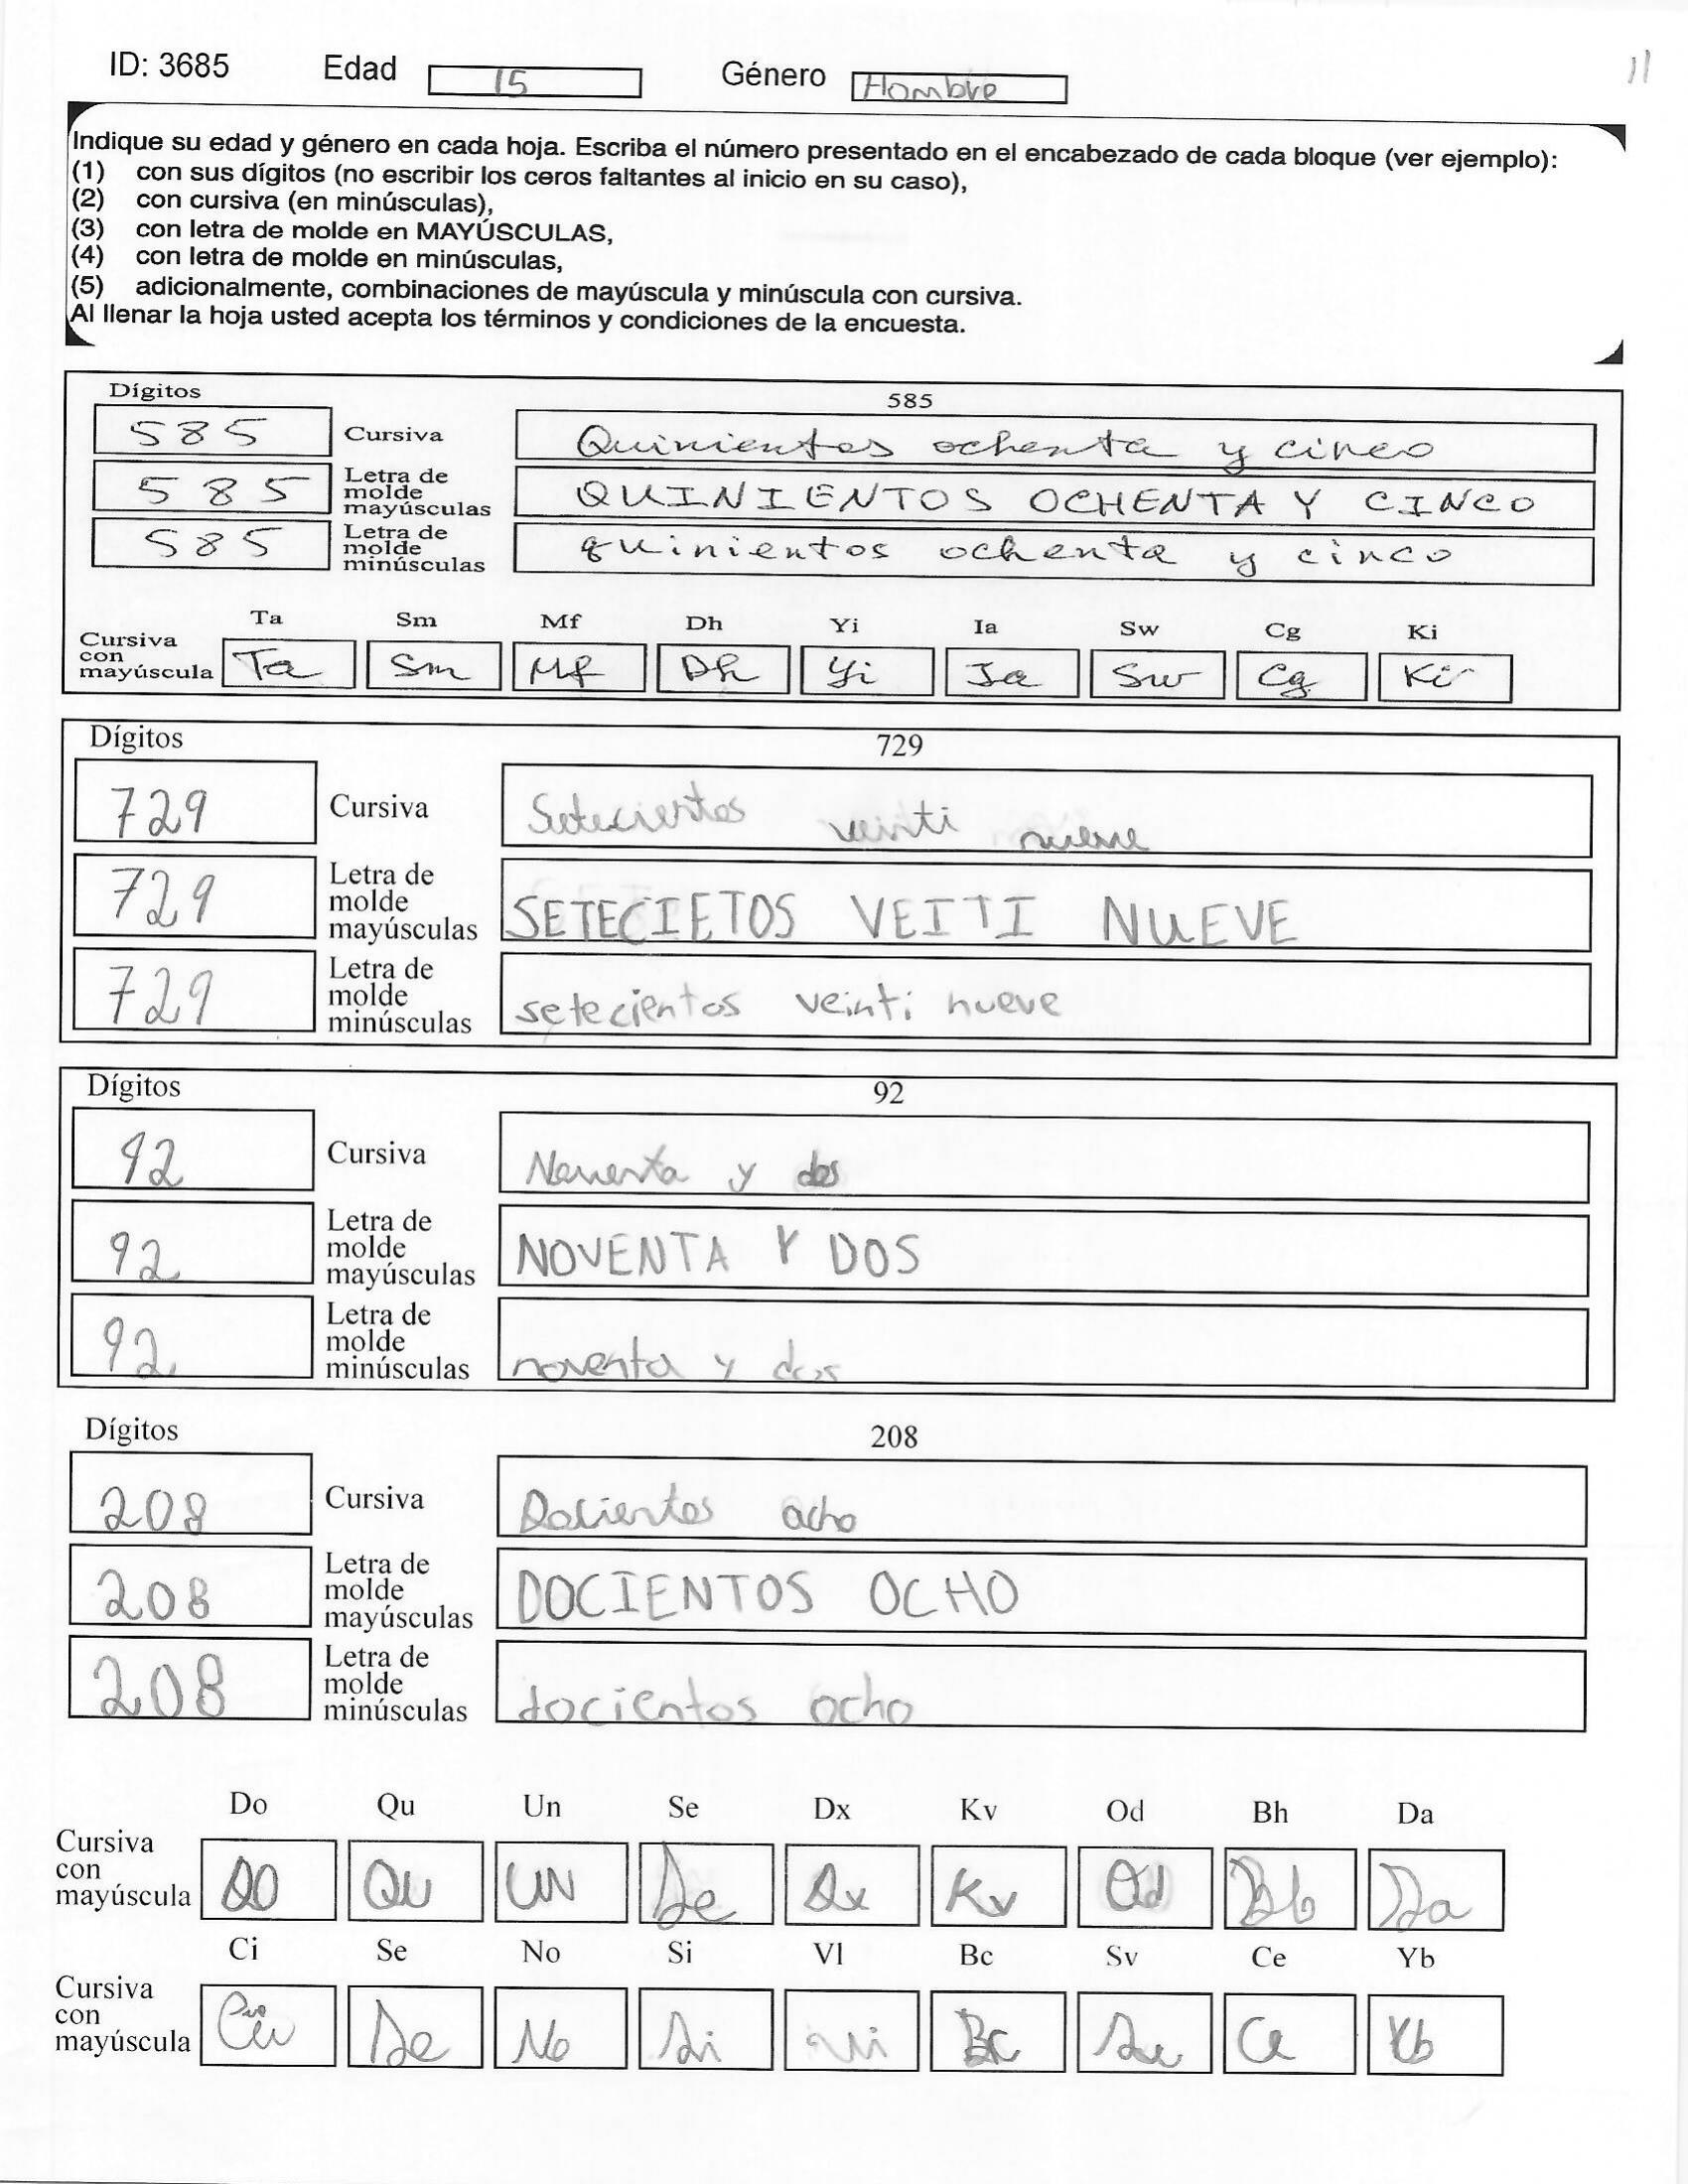 ID: 3685 Edad 15 Género Hombre 11
Indique su edad y género en cada hoja. Escriba el número presentado en el encabezado de cada bloque (ver ejemplo):
(1) con sus dígitos (no escribir los ceros faltantes al inicio en su caso),
(2) con cursiva (en minúsculas),
(3) con letra de molde en MAYÚSCULAS,
(4) con letra de molde en minúsculas,
(5) adicionalmente, combinaciones de mayúscula y minúscula con cursiva.
Al llenar la hoja usted acepta los términos y condiciones de la encuesta.
Dígitos 585
585 Cursiva Quinientos ochenta y cinco
585 Letra de molde mayúsculas QUINIENTOS OCHENTA Y CINCO
585 Letra de molde minúsculas quinientos ochenta y cinco
Ta Sm Mf Dh Yi Ia Sw Cg Ki
Cursiva con mayúscula Ta Sm Mf Dh Yi Ia Sw Cg Ki
Dígitos 729
729 Cursiva Setecientos veinti nueve
729 Letra de molde mayúsculas SETECIETOS VEITI NUEVE
729 Letra de molde minúsculas setecientos veinti nueve
Dígitos 92
92 Cursiva Noventa y dos
92 Letra de molde mayúsculas NOVENTA Y DOS
92 Letra de molde minúsculas noventa y dos
Dígitos 208
208 Cursiva Docientos ocho
208 Letra de molde mayúsculas DOCIENTOS OCHO
208 Letra de molde minúsculas docientos ocho
Do Qu Un Se Dx Kv Od Bh Da
Cursiva con mayúscula DO Qu UN Se Dx Kv Od Bb Da
Ci Se No Si Vl Bc Sv Ce Yb
Cursiva con mayúscula Se No Si Vi Bc Sv Ce Yb